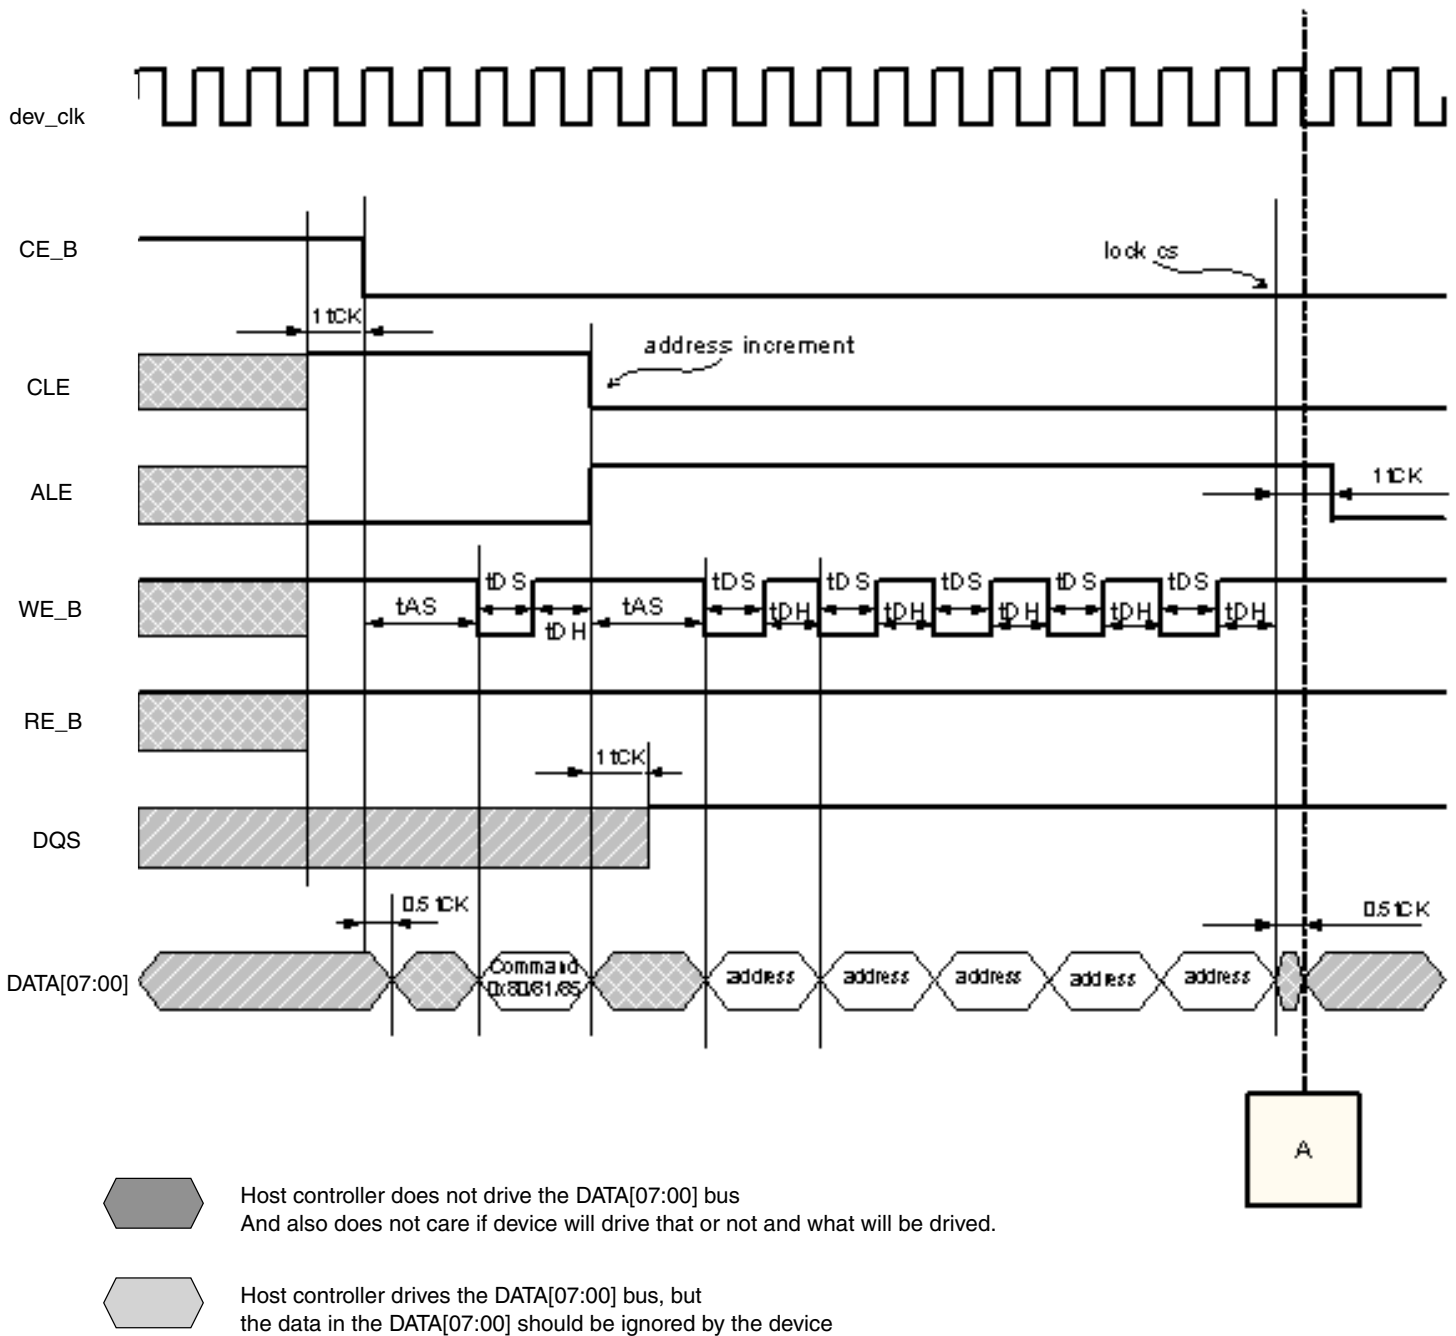 dev_clk
CE_B
lock cs
1 tCK
address increment
CLE
ALE
1 tCK
WE_B
tAS
tDS
tDH
tAS
tDS
tDH
tDS
tDH
tDS
tDH
tDS
tDH
tDS
tDH
RE_B
1 tCK
DQS
0.5 tCK
0.5 tCK
DATA[07:00]
Command
0x80/81/85
address
address
address
address
address
A
Host controller does not drive the DATA[07:00] bus
And also does not care if device will drive that or not and what will be drived.
Host controller drives the DATA[07:00] bus, but
the data in the DATA[07:00] should be ignored by the device